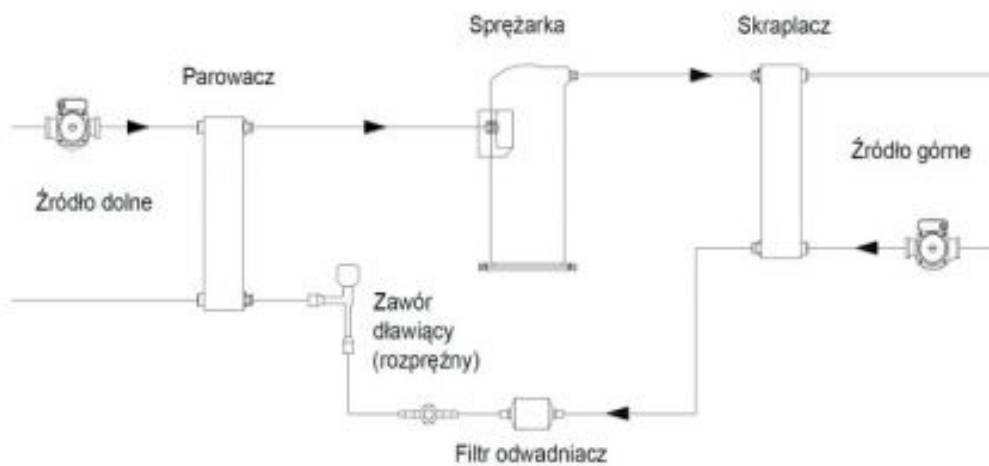 Sprężarka
Skraplacz
Parowacz
Źródło górne
Źródło dolne
Zawór
dławiący
(rozprężny)
Filtr odwadniacz